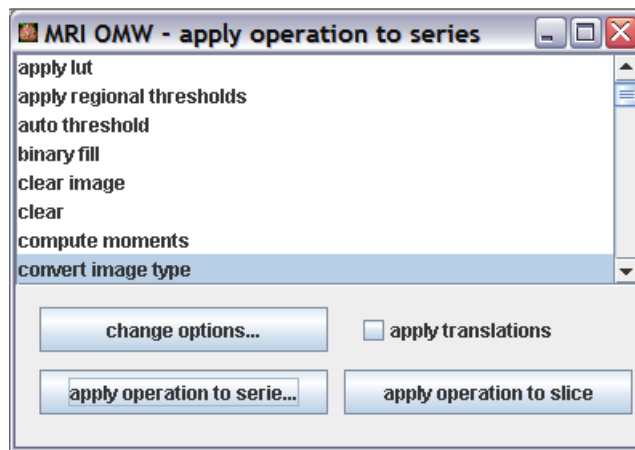 MRI OMW - apply operation to series
apply lut
apply regional thresholds
auto threshold
binary fill
clear image
clear
compute moments
convert image type
change options...
apply translations
apply operation to serie...
apply operation to slice